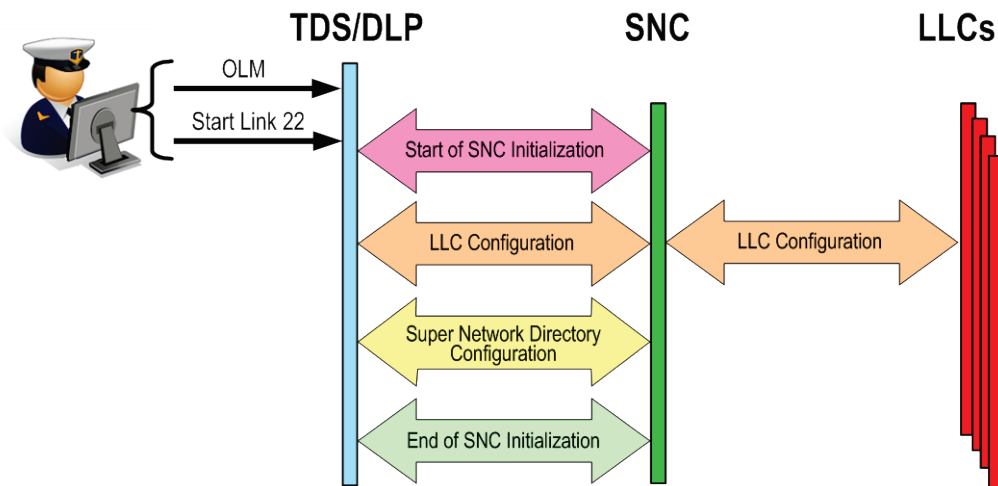 TDS/DLP
SNC
LLCs
OLM
Start Link 22
Start of SNC Initialization
LLC Configuration
LLC Configuration
Super Network Directory
Configuration
End of SNC Initialization